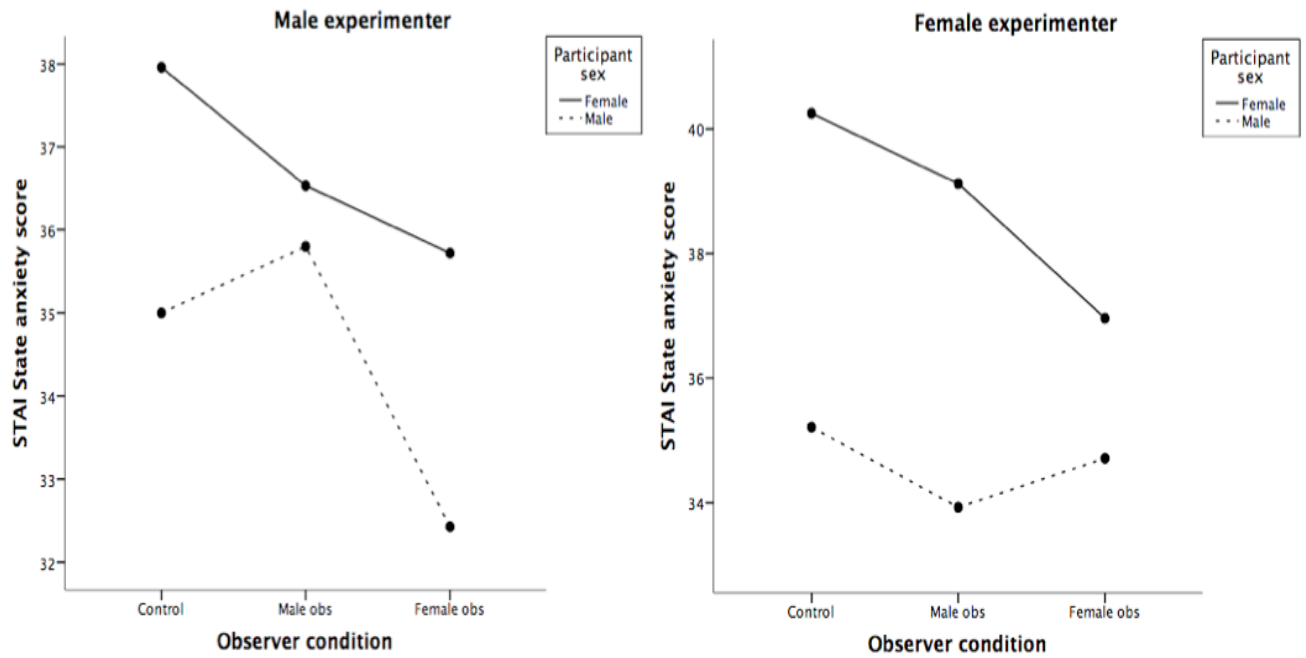 Male experimenter
Participant
sex
Female
Male
38
37
36
35
34
33
32
STAI State anxiety score
Control
Male obs
Female obs
Observer condition
Female experimenter
Participant
sex
Female
Male
40
38
36
34
STAI State anxiety score
Control
Male obs
Female obs
Observer condition